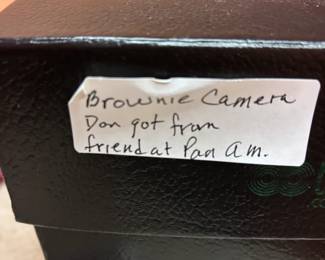 Brownie Camera
Don got from
friend at Pan Am.